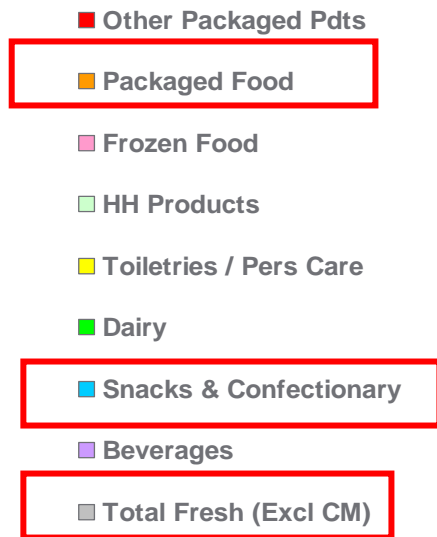 Other Packaged Pdts
Packaged Food
Frozen Food
HH Products
Toiletries / Pers Care
Dairy
Snacks & Confectionary
Beverages
Total Fresh (Excl CM)